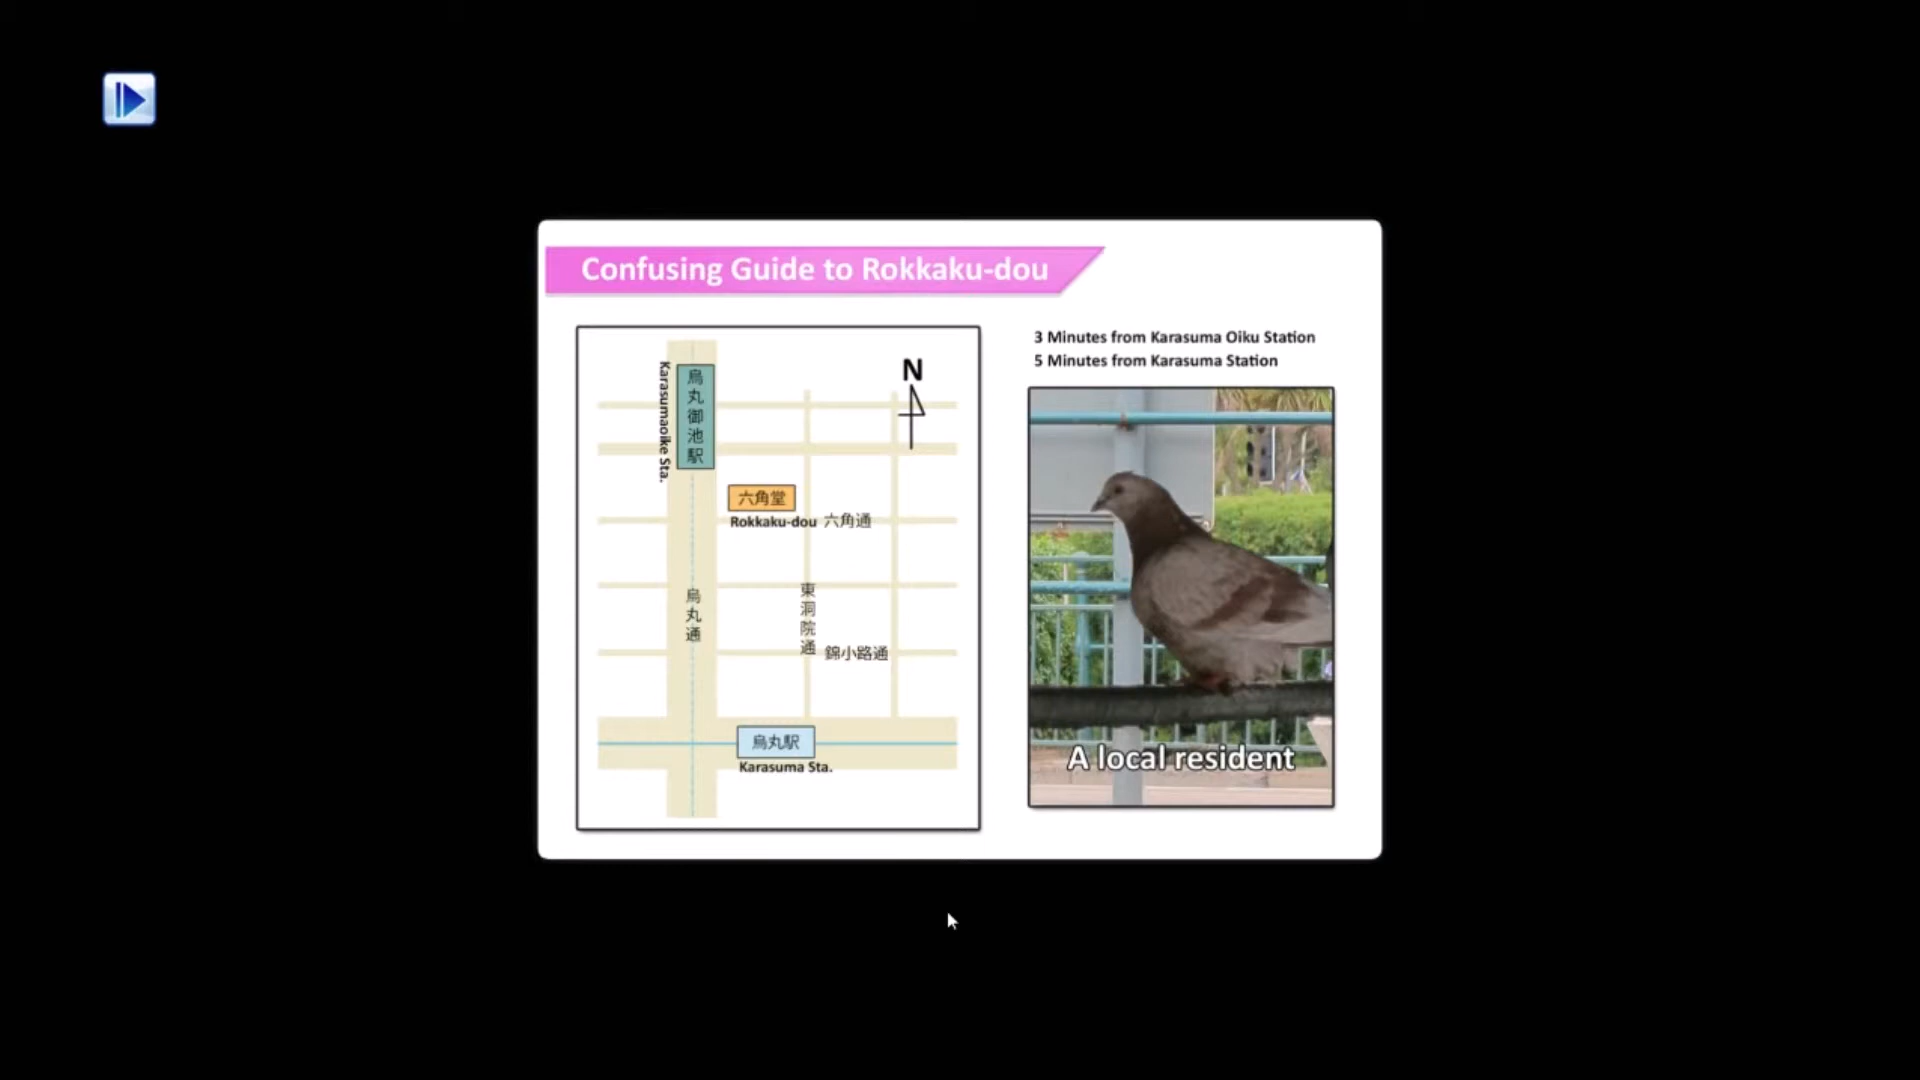 Confusing Guide to Rokkaku-dou
3 Minutes from Karasuma Oiku Station
5 Minutes from Karasuma Station
N
烏丸御池駅
Karasumaoike Sta.
六角堂
Rokkaku-dou
六角通
烏丸通
東洞院通
錦小路通
烏丸駅
Karasuma Sta.
A local resident